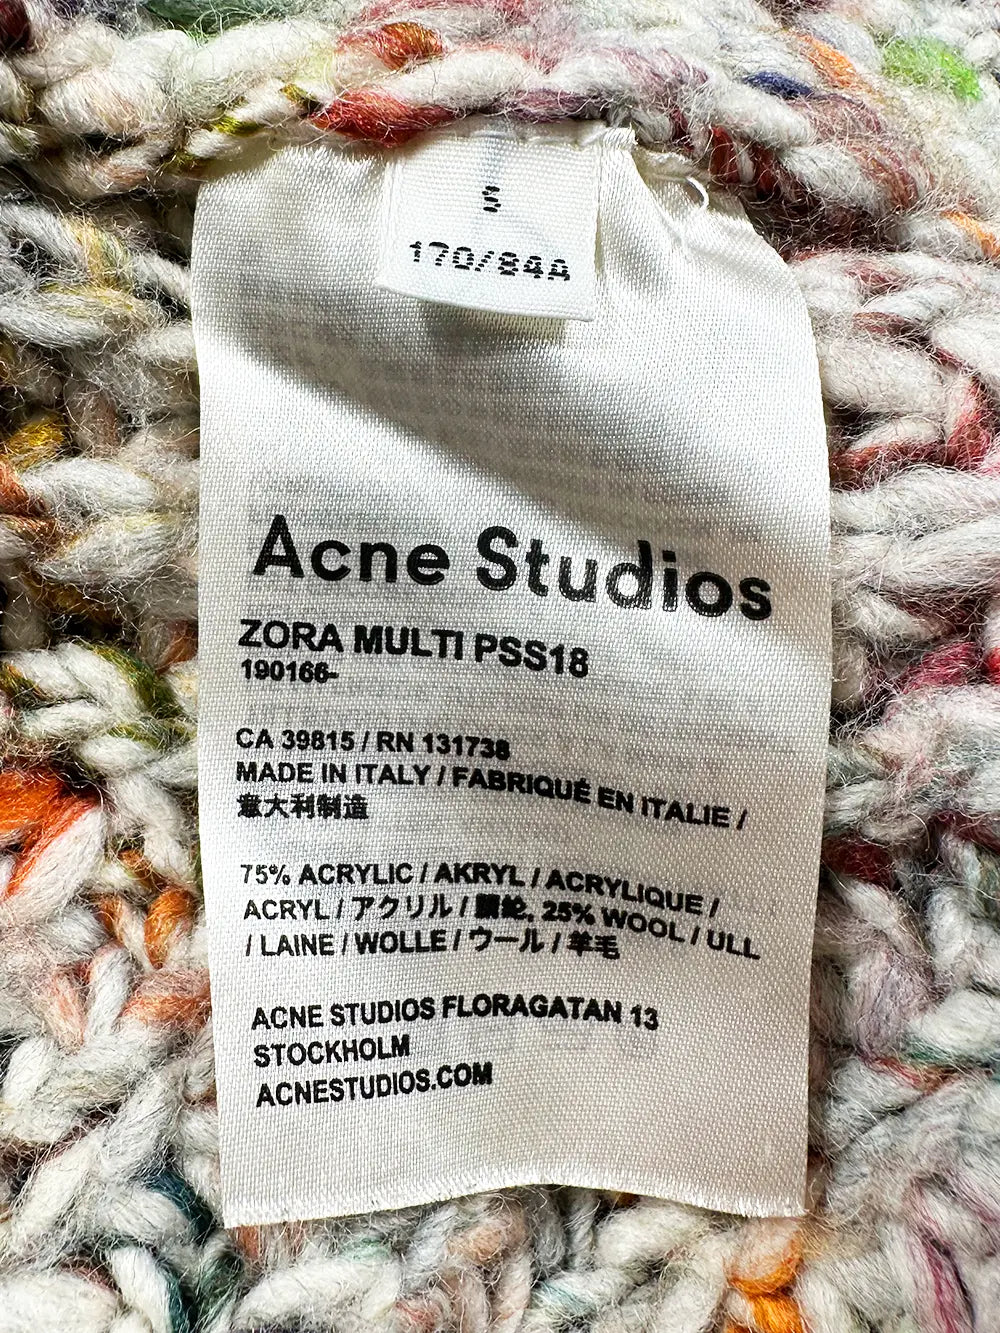 S
170/84A
Acne Studios
ZORA MULTI PSS18
190166-
CA 39815 / RN 131738
MADE IN ITALY / FABRIQUÉ EN ITALIE /
意大利制造
75% ACRYLIC / AKRYL / ACRYLIQUE /
ACRYL / アクリル / 腈纶, 25% WOOL / ULL
/ LAINE / WOLLE / ウール / 羊毛
ACNE STUDIOS FLORAGATAN 13
STOCKHOLM
ACNESTUDIOS.COM